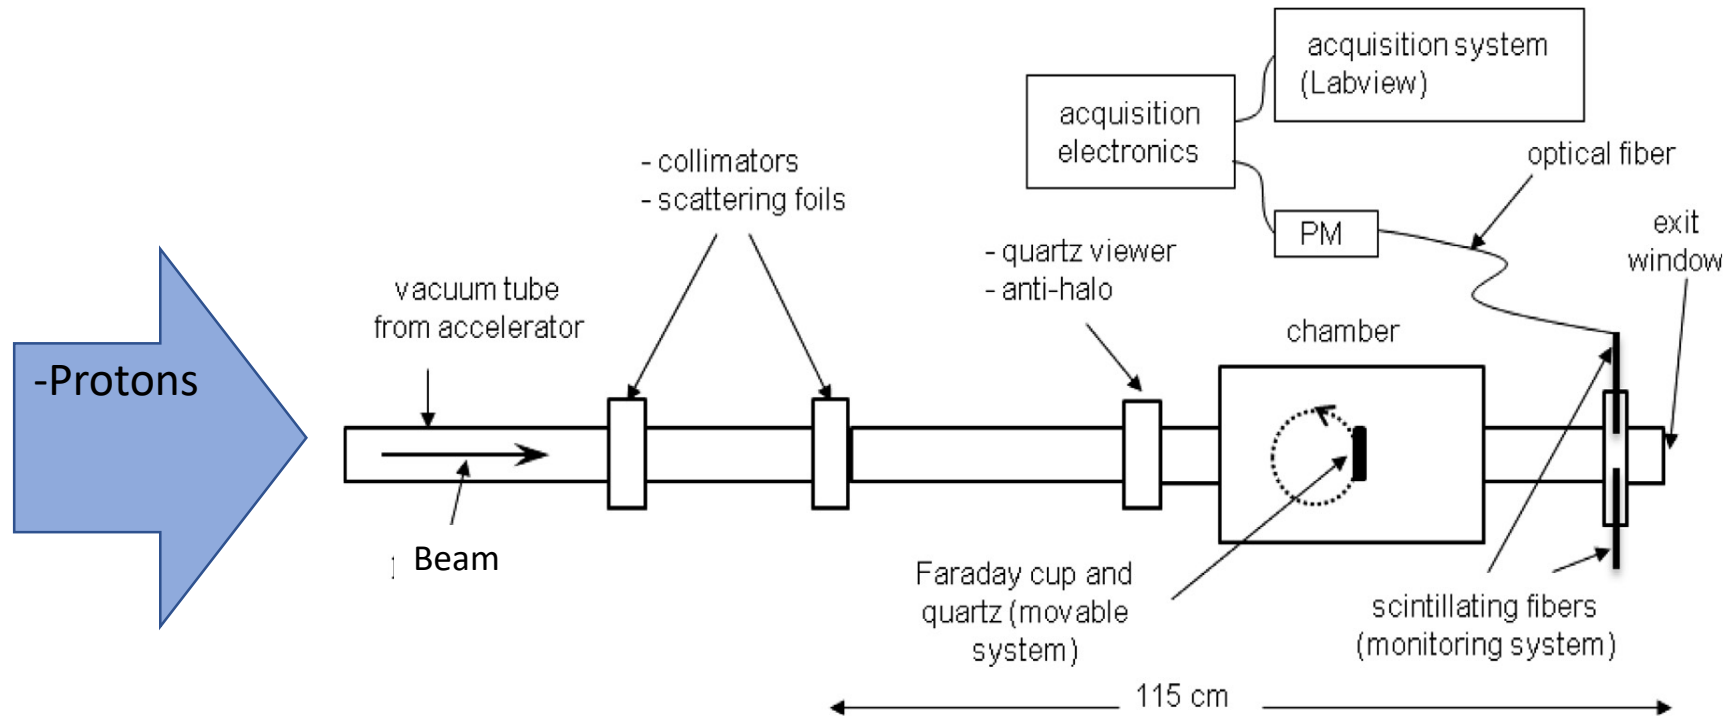 acquisition system
(Labview)
acquisition
electronics
optical fiber
- collimators
- scattering foils
PM
exit
window
- quartz viewer
- anti-halo
vacuum tube
from accelerator
chamber
-Protons
Beam
Faraday cup and
quartz (movable
system)
scintillating fibers
(monitoring system)
115 cm